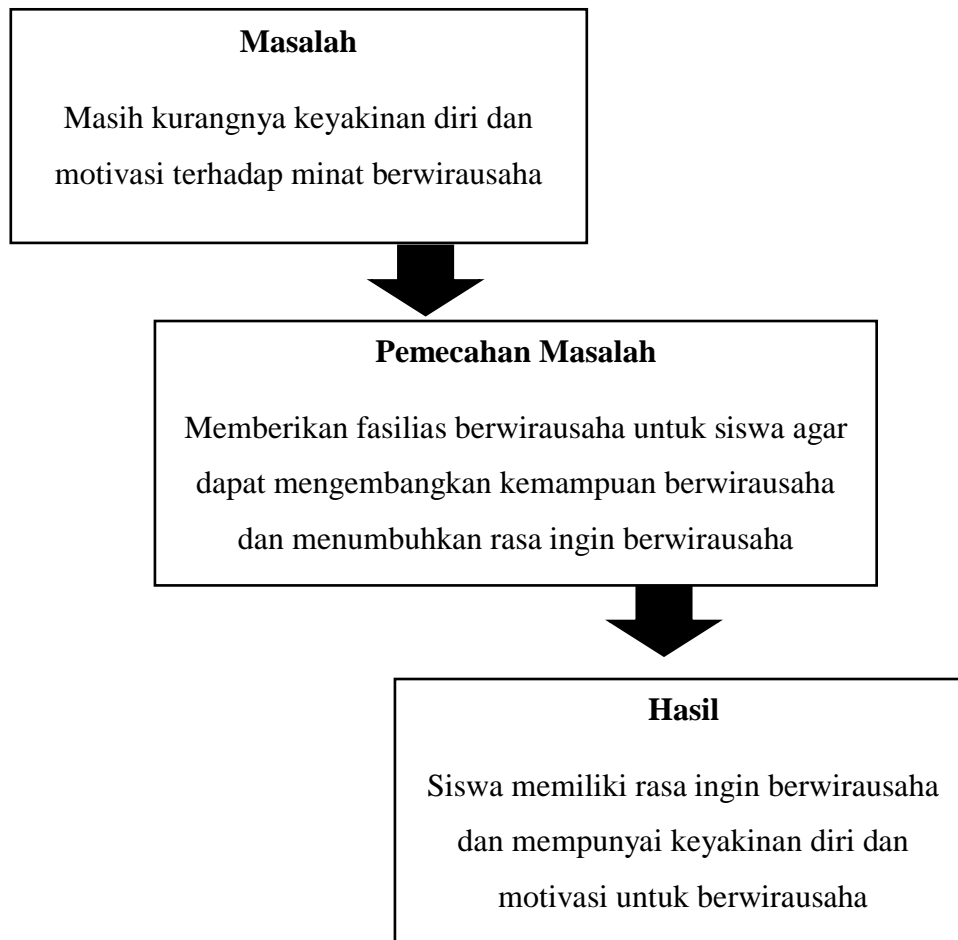 Masalah
Masih kurangnya keyakinan diri dan
motivasi terhadap minat berwirausaha
Pemecahan Masalah
Memberikan fasilias berwirausaha untuk siswa agar
dapat mengembangkan kemampuan berwirausaha
dan menumbuhkan rasa ingin berwirausaha
Hasil
Siswa memiliki rasa ingin berwirausaha
dan mempunyai keyakinan diri dan
motivasi untuk berwirausaha